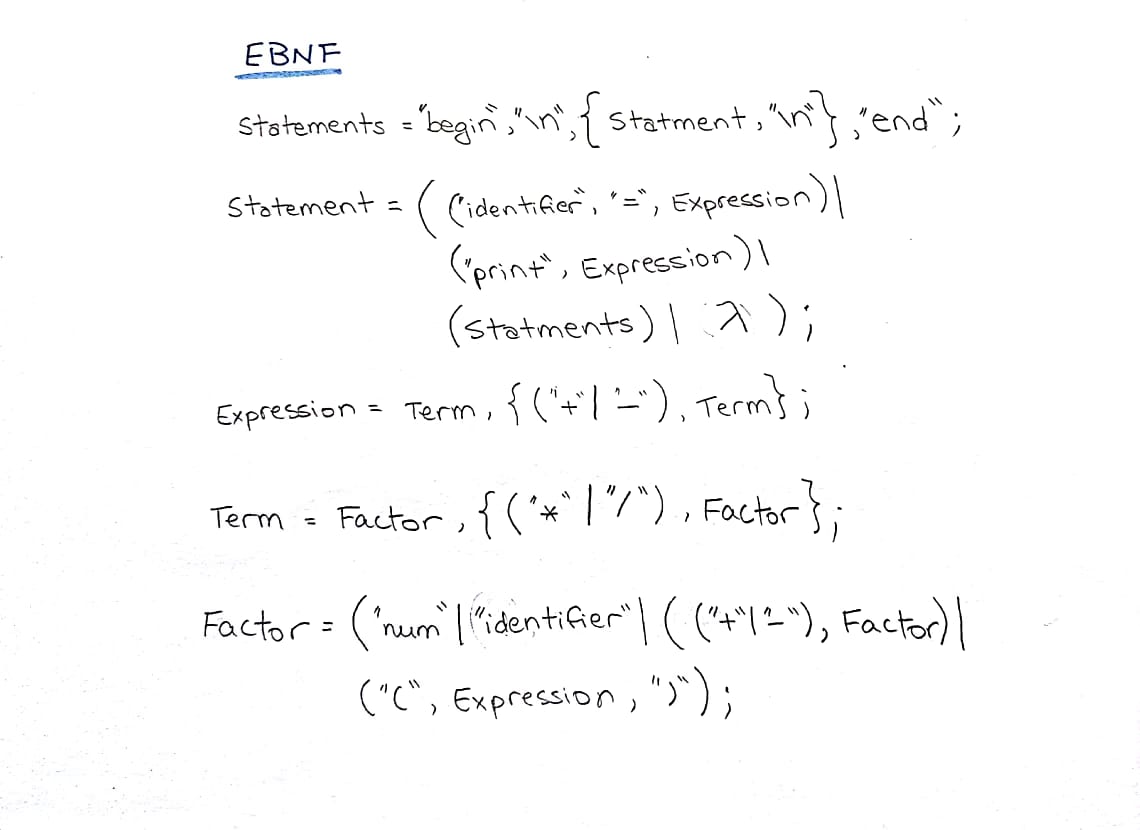 EBNF
Statements = "begin","\n",{ Statment, "\n"} ,"end";
Statement = ( ("identifier", "=", Expression)|
("print", Expression)|
(Statments) | λ );
Expression = Term, {("+"|"-"), Term};
Term = Factor, {("*"|"/"), Factor};
Factor = ("num"|"identifier"| (("+"|"-"), Factor)|
("(", Expression, ")");